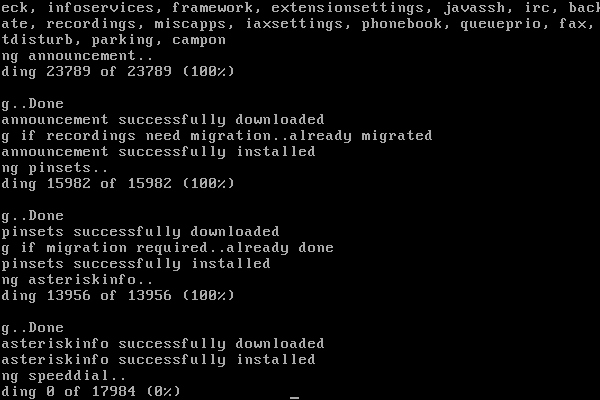 eck, infoservices, framework, extensionsettings, javassh, irc, back
ate, recordings, miscapps, iaxsettings, phonebook, queueprio, fax,
tdisturb, parking, campon
ng announcement..
ding 23789 of 23789 (100%)
g..Done
announcement successfully downloaded
g if recordings need migration..already migrated
announcement successfully installed
ng pinsets..
ding 15982 of 15982 (100%)
g..Done
pinsets successfully downloaded
g if migration required..already done
pinsets successfully installed
ng asteriskinfo..
ding 13956 of 13956 (100%)
g..Done
asteriskinfo successfully downloaded
asteriskinfo successfully installed
ng speeddial..
ding 0 of 17984 (0%)